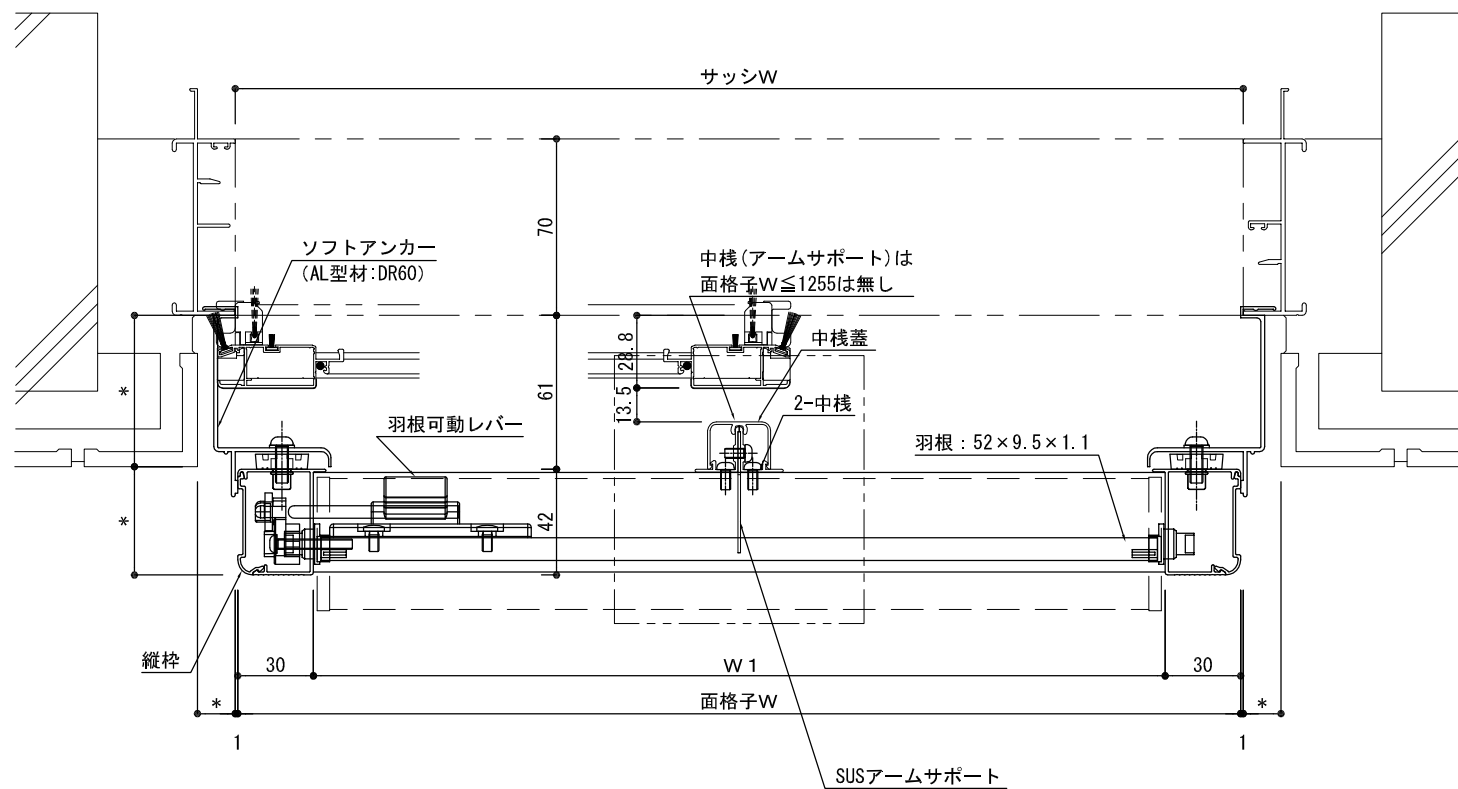 サッシW
70
ソフトアンカー
(AL型材:DR60)
中桟(アームサポート)は
面格子W≦1255は無し
28.8
中桟蓋
*
61
13.5
2-中桟
羽根可動レバー
羽根：52×9.5×1.1
*
42
縦枠
30
W1
30
*
面格子W
*
1
1
SUSアームサポート